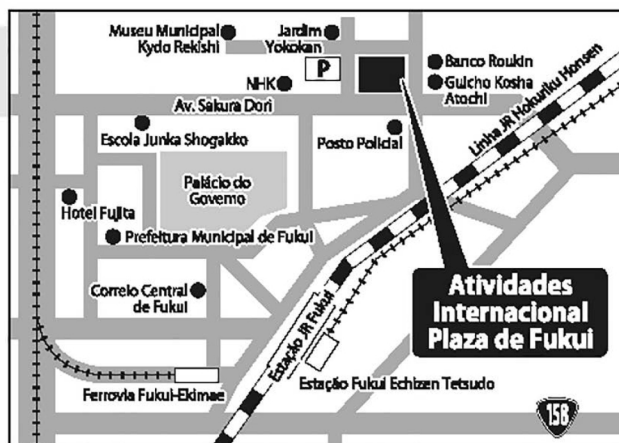 Museu Municipal
Kydo Rekishi
Jardim
Yokokan
P
NHK
Banco Roukin
Guicho Kosha
Atochi
Av. Sakura Dori
Escola Junka Shogakko
Posto Policial
Linha JR Hokuriku Honsen
Palácio do
Governo
Hotel Fujita
Prefeitura Municipal de Fukui
Correio Central
de Fukui
Atividades
Internacional
Plaza de Fukui
Estação JR Fukui
Estação Fukui Echizen Tetsudo
Ferrovia Fukui-Ekimae
158